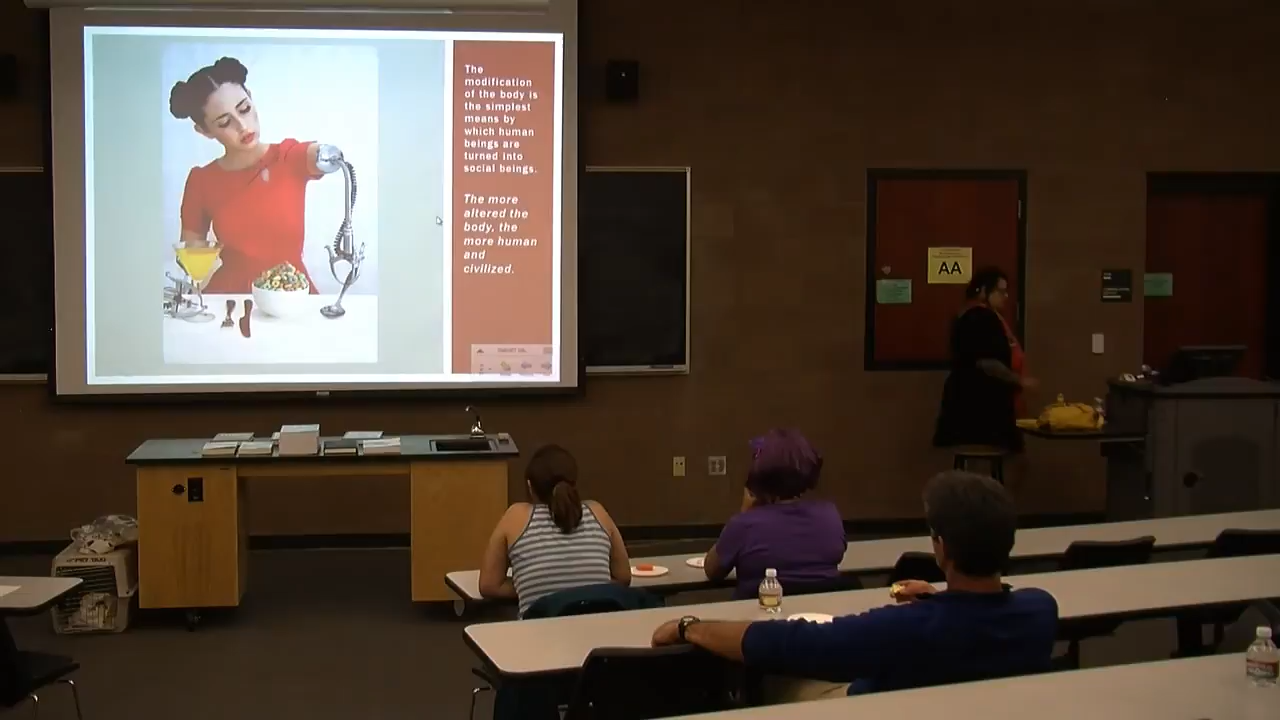 The
modification
of the body is
the simplest
means by
which human
beings are
turned into
social beings.
The more
altered the
body, the
more human
and
civilized.
AA